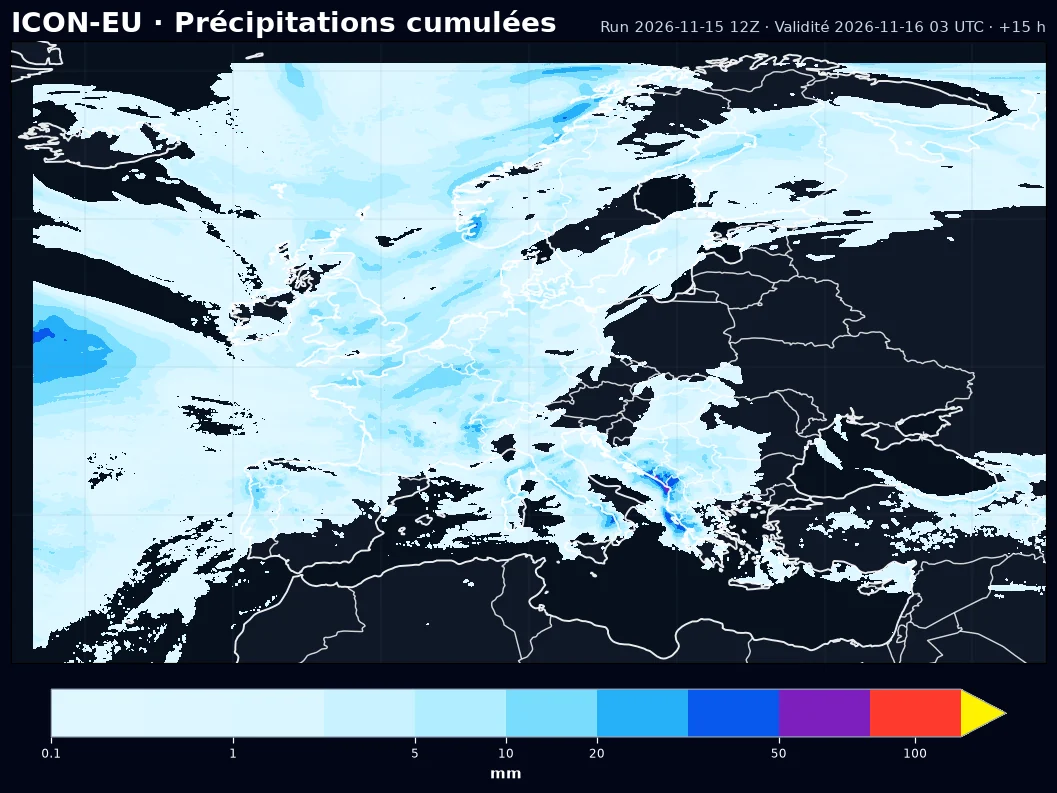 ICON-EU · Précipitations cumulées
Run 2026-11-15 12Z · Validité 2026-11-16 03 UTC · +15 h
0.1 1 5 10 20 50 100
mm